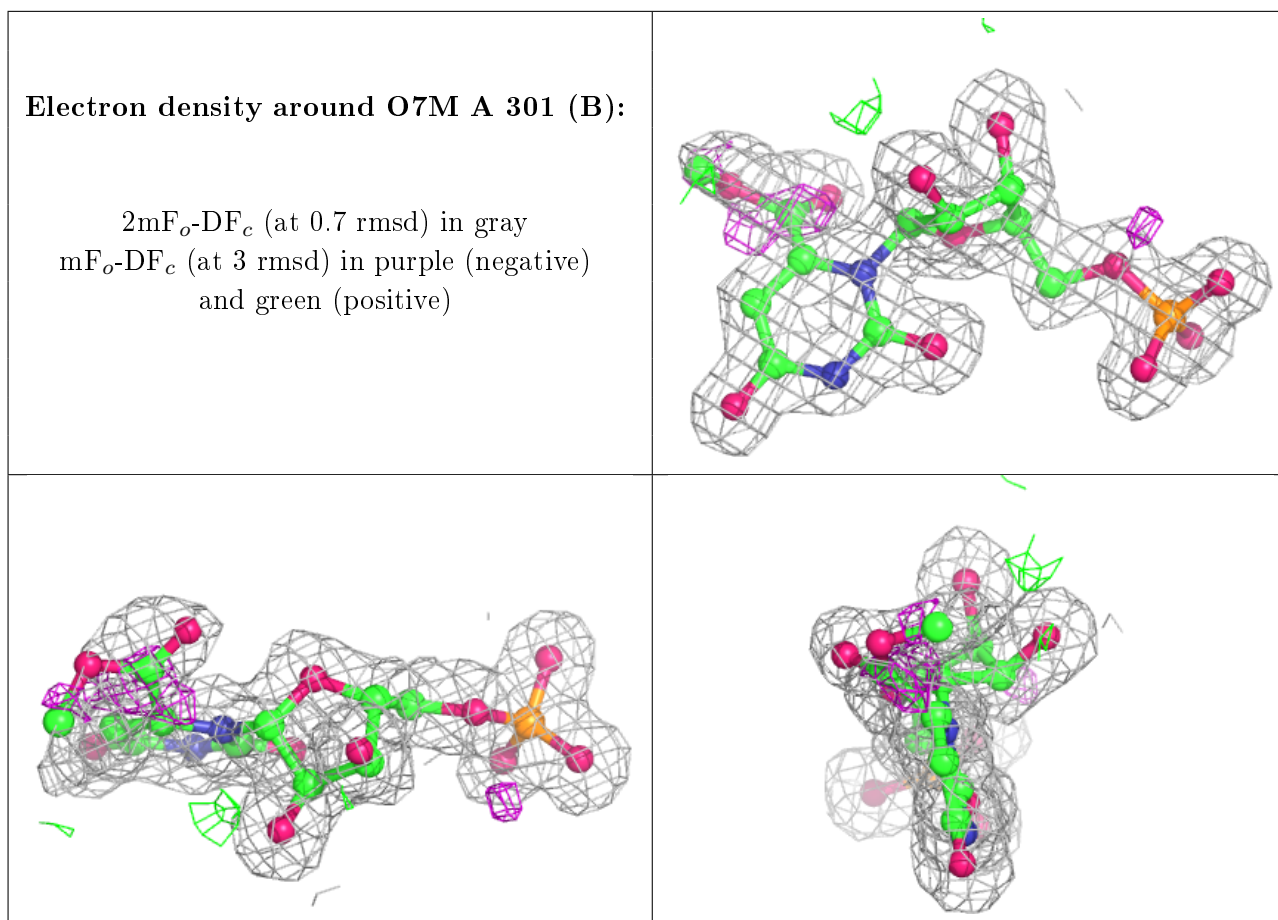 Electron density around O7M A 301 (B):
2mFo-DFc (at 0.7 rmsd) in gray
mFo-DFc (at 3 rmsd) in purple (negative)
and green (positive)